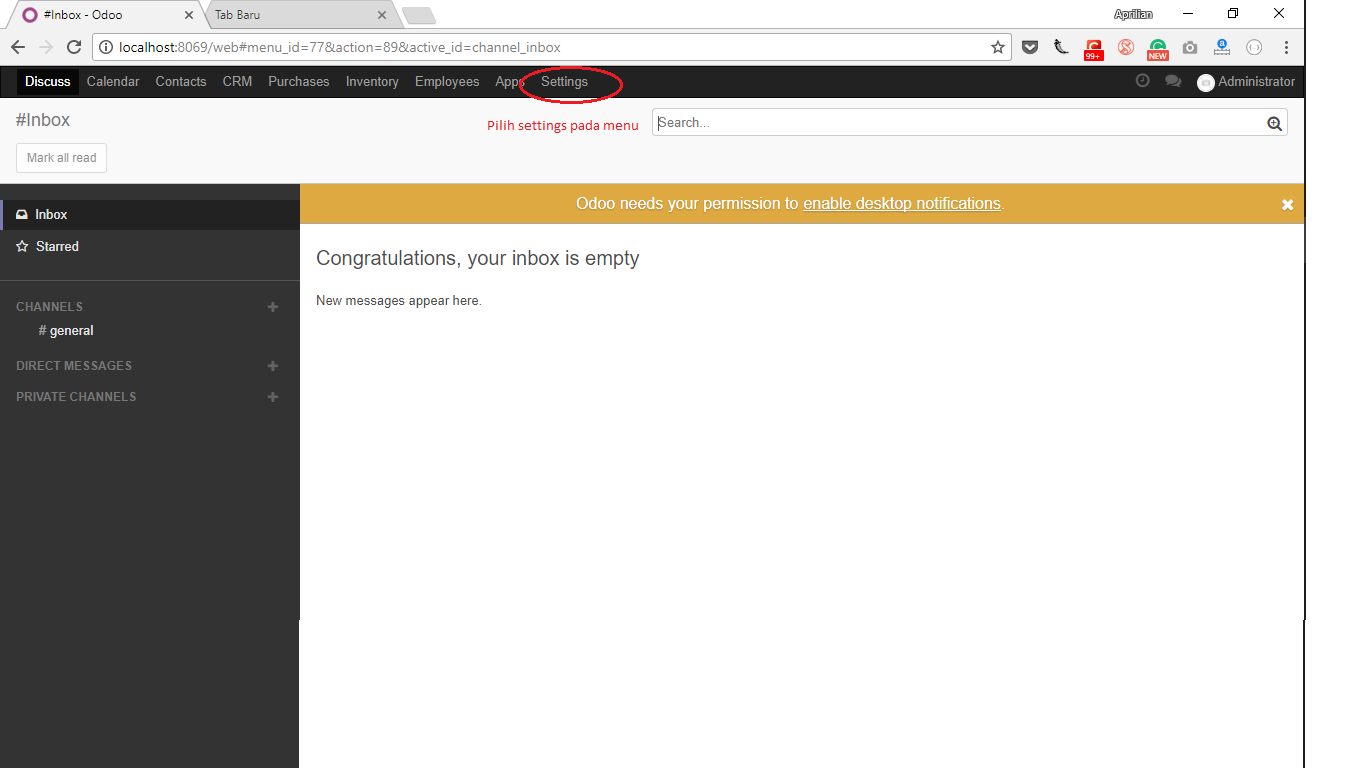 #Inbox - Odoo
Tab Baru
Aprilian
localhost:8069/web#menu_id=77&action=89&active_id=channel_inbox
99+
NEW
Discuss Calendar Contacts CRM Purchases Inventory Employees Apps Settings
Administrator
#Inbox
Pilih settings pada menu
Search...
Mark all read
Inbox
Starred
CHANNELS
# general
DIRECT MESSAGES
PRIVATE CHANNELS
Odoo needs your permission to enable desktop notifications.
Congratulations, your inbox is empty
New messages appear here.